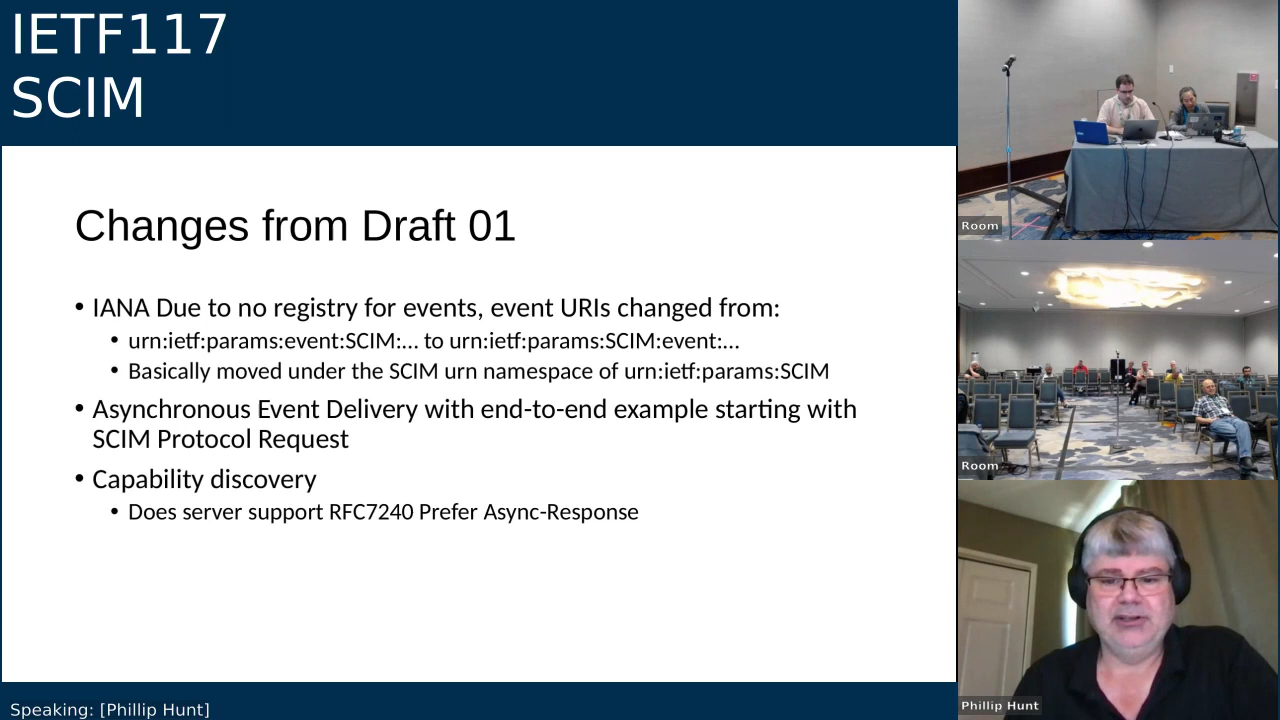 IETF117
SCIM
Changes from Draft 01
• IANA Due to no registry for events, event URIs changed from:
• urn:ietf:params:event:SCIM:... to urn:ietf:params:SCIM:event:...
• Basically moved under the SCIM urn namespace of urn:ietf:params:SCIM
• Asynchronous Event Delivery with end-to-end example starting with
SCIM Protocol Request
• Capability discovery
• Does server support RFC7240 Prefer Async-Response
Speaking: [Phillip Hunt]
Room
Room
Phillip Hunt